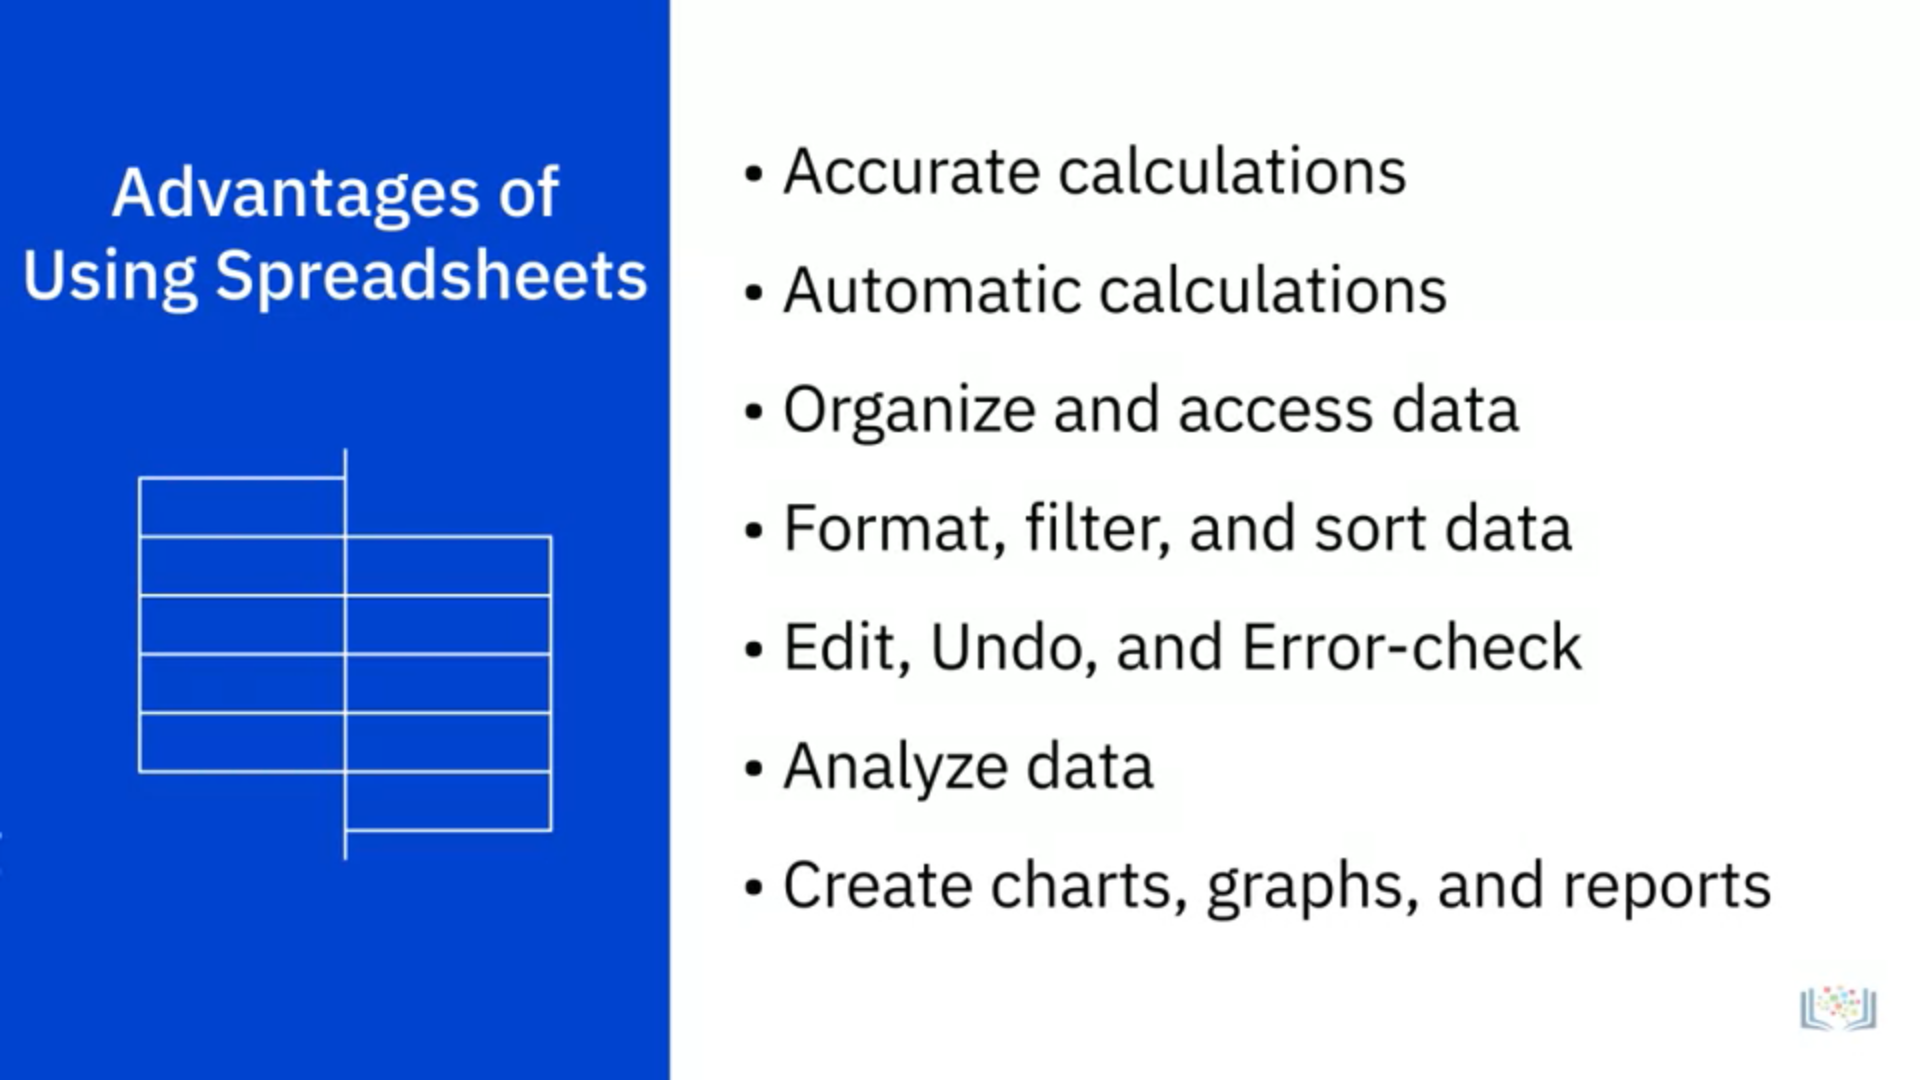 Advantages of
Using Spreadsheets
• Accurate calculations
• Automatic calculations
• Organize and access data
• Format, filter, and sort data
• Edit, Undo, and Error-check
• Analyze data
• Create charts, graphs, and reports